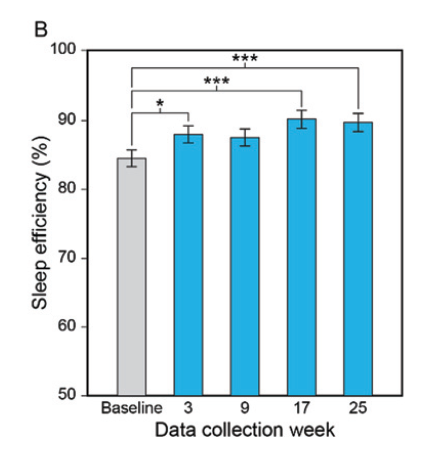 B
100
90
80
70
60
50
Sleep efficiency (%)
***
***
*
Baseline 3 9 17 25
Data collection week